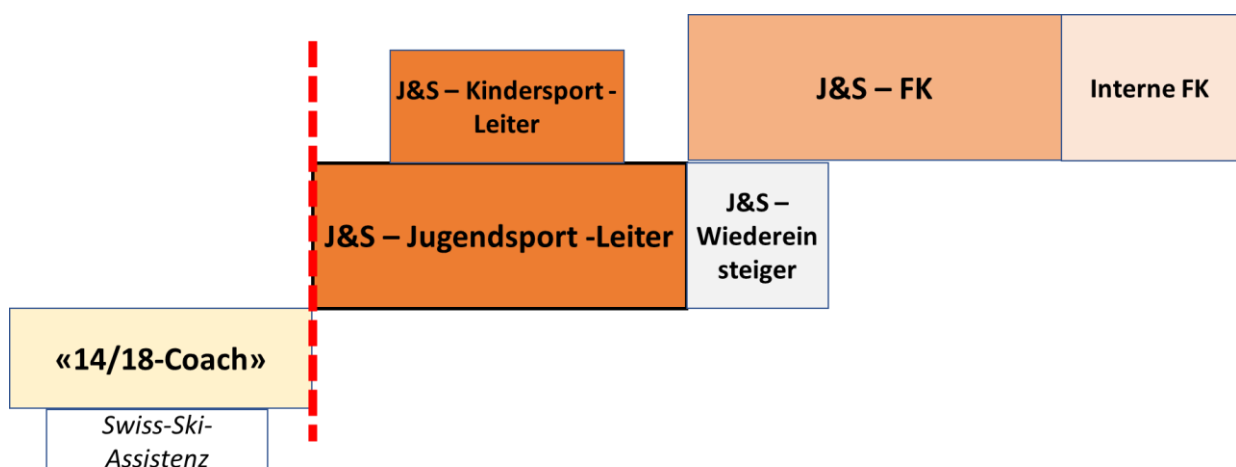 J&S – Kindersport -
Leiter
J&S – FK
Interne FK
J&S – Jugendsport -Leiter
J&S –
Wiederein
steiger
«14/18-Coach»
Swiss-Ski-
Assistenz